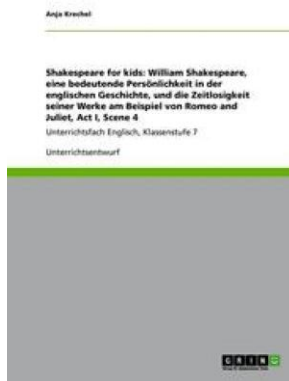 Anja Krechel
Shakespeare for kids: William Shakespeare,
eine bedeutende Persönlichkeit in der
englischen Geschichte, und die Zeitlosigkeit
seiner Werke am Beispiel von Romeo and
Juliet, Act I, Scene 4
Unterrichtsfach Englisch, Klassenstufe 7
Unterrichtsentwurf
GRIN